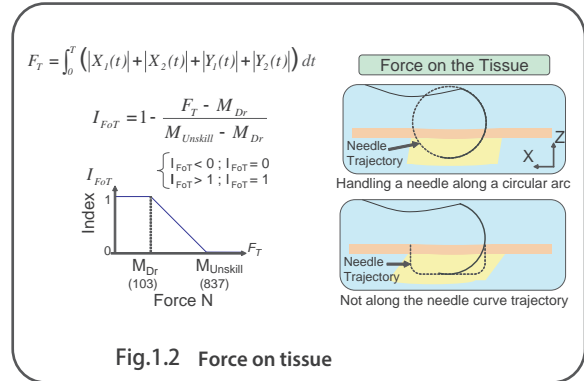 F_T = ∫_0^T (|X_1(t)|+|X_2(t)|+|Y_1(t)|+|Y_2(t)|) dt
I_FoT = 1 - (F_T - M_Dr) / (M_Unskill - M_Dr)
I_FoT < 0 ; I_FoT = 0
I_FoT > 1 ; I_FoT = 1
I_FoT
Index
1
0
F_T
M_Dr
(103)
M_Unskill
(837)
Force N
Force on the Tissue
Needle
Trajectory
Z
X
Handling a needle along a circular arc
Needle
Trajectory
Not along the needle curve trajectory
Fig.1.2 Force on tissue